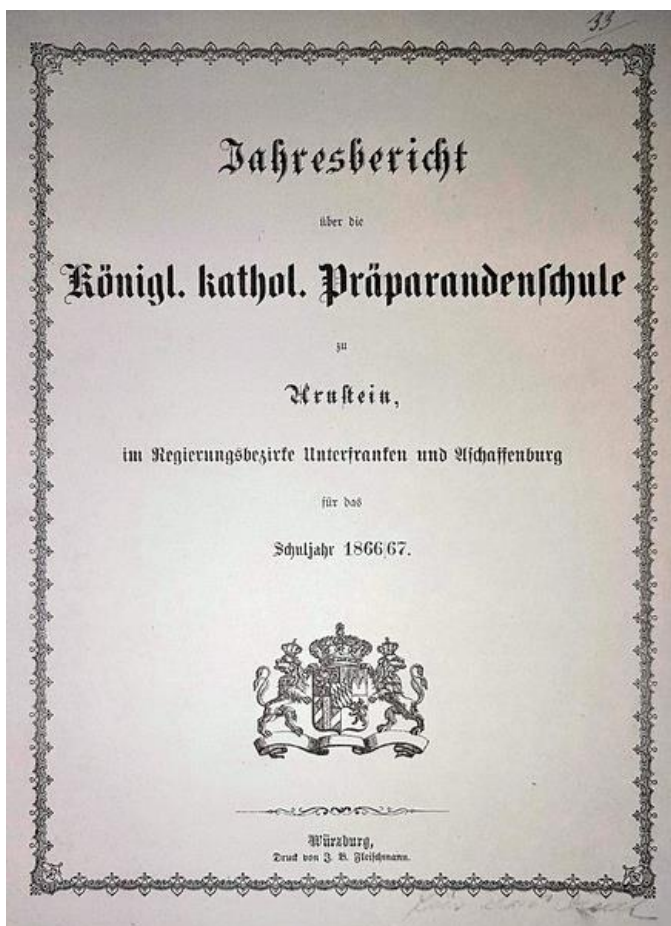 33
Jahresbericht
über die
Königl. kathol. Präparandenschule
zu
Arnstein,
im Regierungsbezirke Unterfranken und Aschaffenburg
für das
Schuljahr 1866/67.
Würzburg,
Druck von J. B. Fleischmann.